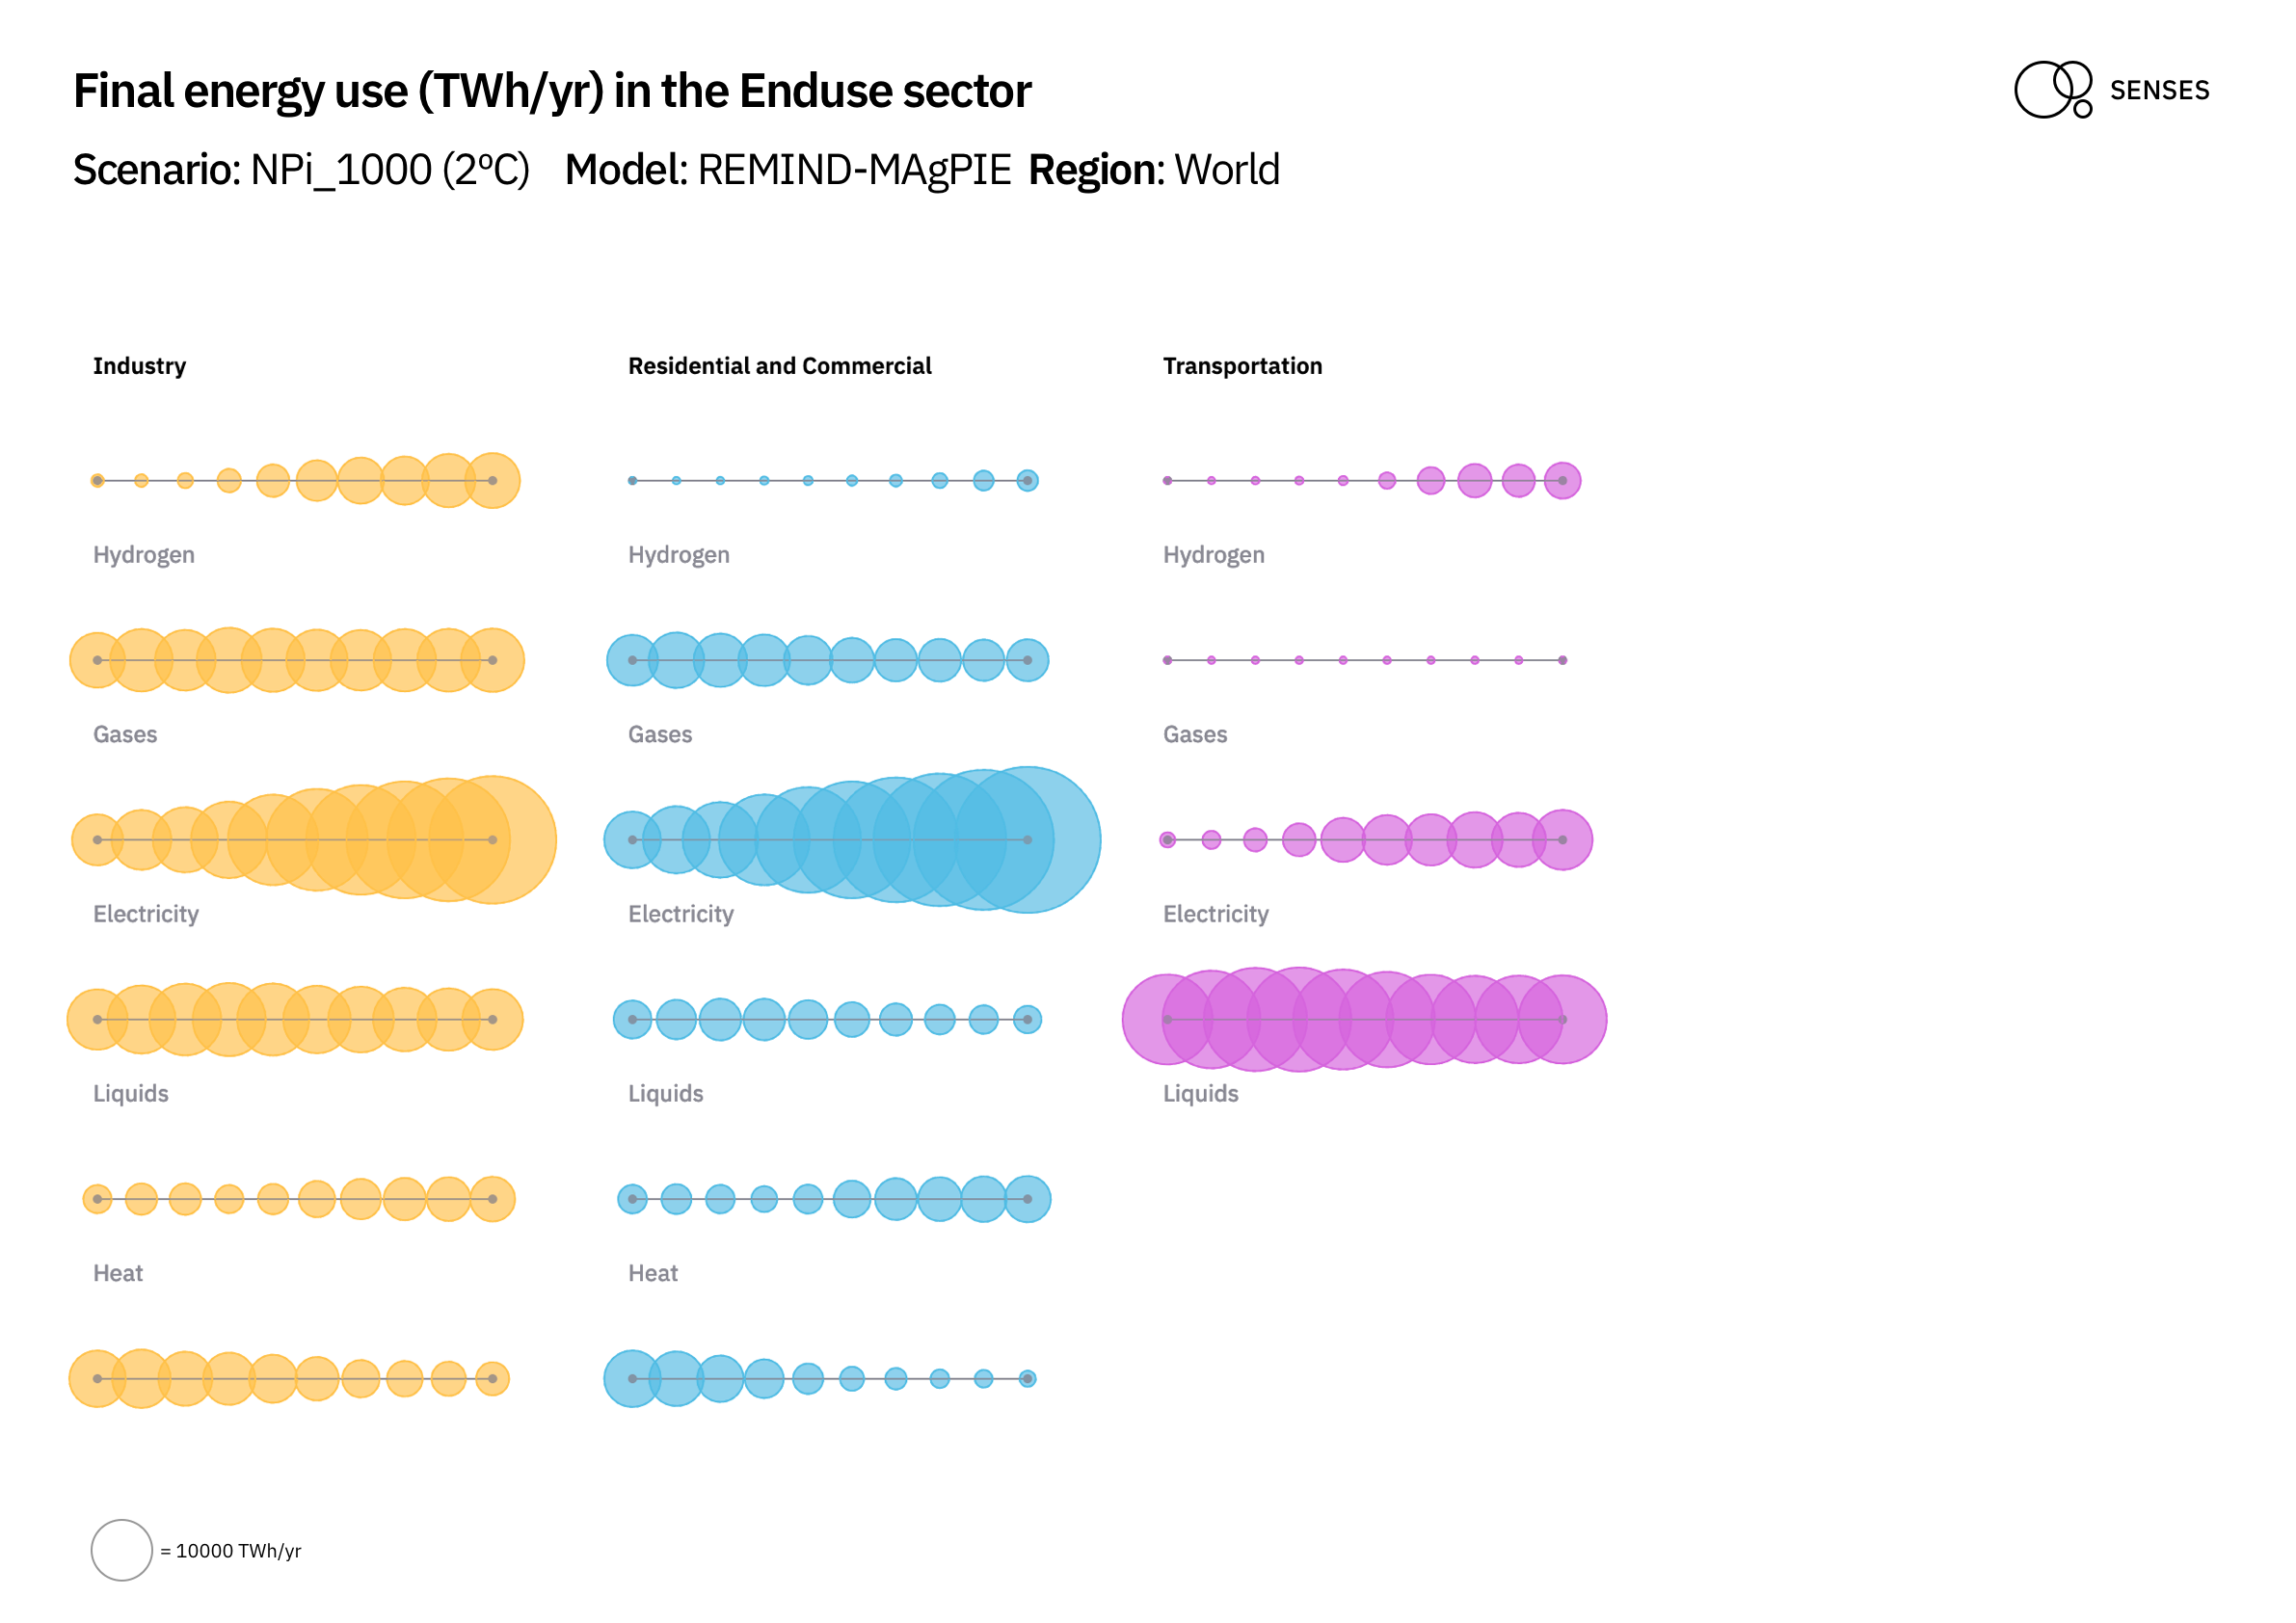 Final energy use (TWh/yr) in the Enduse sector
SENSES
Scenario: NPi_1000 (2ºC) Model: REMIND-MAgPIE Region: World
Industry
Residential and Commercial
Transportation
Hydrogen
Hydrogen
Hydrogen
Gases
Gases
Gases
Electricity
Electricity
Electricity
Liquids
Liquids
Liquids
Heat
Heat
= 10000 TWh/yr